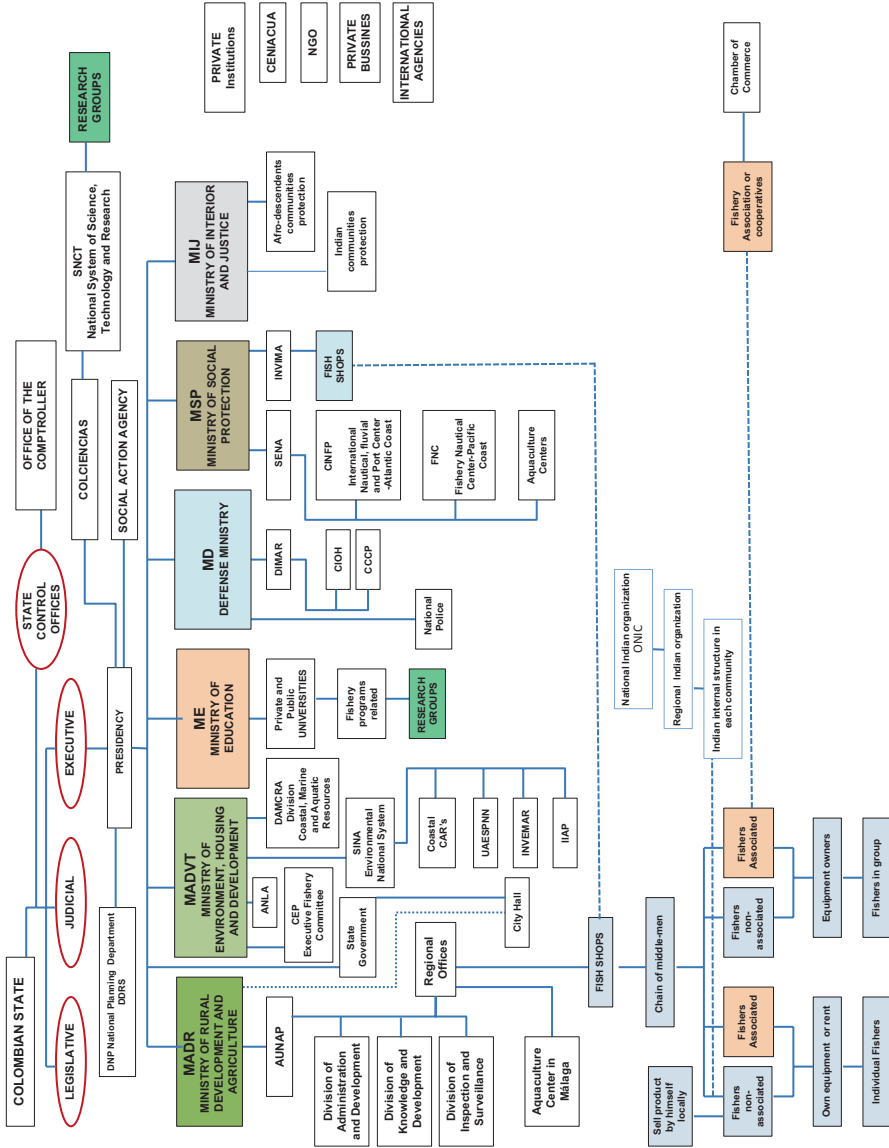 COLOMBIAN STATE
LEGISLATIVE
JUDICIAL
EXECUTIVE
STATE
CONTROL
OFFICES
OFFICE OF THE
COMPTROLLER
DNP National Planning Department
DDRS
PRESIDENCY
SOCIAL ACTION AGENCY
COLCIENCIAS
SNCT
National System of Science,
Technology and Research
RESEARCH
GROUPS
MADR
MINISTRY OF RURAL
DEVELOPMENT AND
AGRICULTURE
MADVT
MINISTRY OF
ENVIRONMENT, HOUSING
AND DEVELOPMENT
ME
MINISTRY OF
EDUCATION
MD
DEFENSE MINISTRY
MSP
MINISTRY OF SOCIAL
PROTECTION
MIJ
MINISTRY OF INTERIOR
AND JUSTICE
PRIVATE
Institutions
CENIACUA
NGO
PRIVATE
BUSSINES
INTERNATIONAL
AGENCIES
AUNAP
Division of
Administration
and Development
Division of
Knowledge and
Development
Division of
Inspection and
Surveillance
Regional
Offices
Aquaculture
Center in
Málaga
ANLA
CEP
Executive Fishery
Committee
State
Government
City Hall
DAMCRA
Division
Coastal, Marine
and Aquatic
Resources
SINA
Environmental
National System
Coastal
CAR's
UAESPNN
INVEMAR
IIAP
Private and
Public
UNIVERSITIES
Fishery
programs
related
RESEARCH
GROUPS
DIMAR
CIOH
CCCP
National
Police
SENA
CINFP
International
Nautical, fluvial
and Port Center
-Atlantic Coast
FNC
Fishery Nautical
Center-Pacific
Coast
Aquaculture
Centers
INVIMA
FISH
SHOPS
Afro-descendents
communities
protection
Indian
communities
protection
FISH SHOPS
Chain of middle-men
Sell product
by himself
locally
Fishers
non-
associated
Fishers
Associated
Own equipment or rent
Individual Fishers
Fishers
non-
associated
Fishers
Associated
Equipment owners
Fishers in group
National Indian organization
ONIC
Regional Indian organization
Indian internal structure in
each community
Fishery
Association or
cooperatives
Chamber of
Commerce